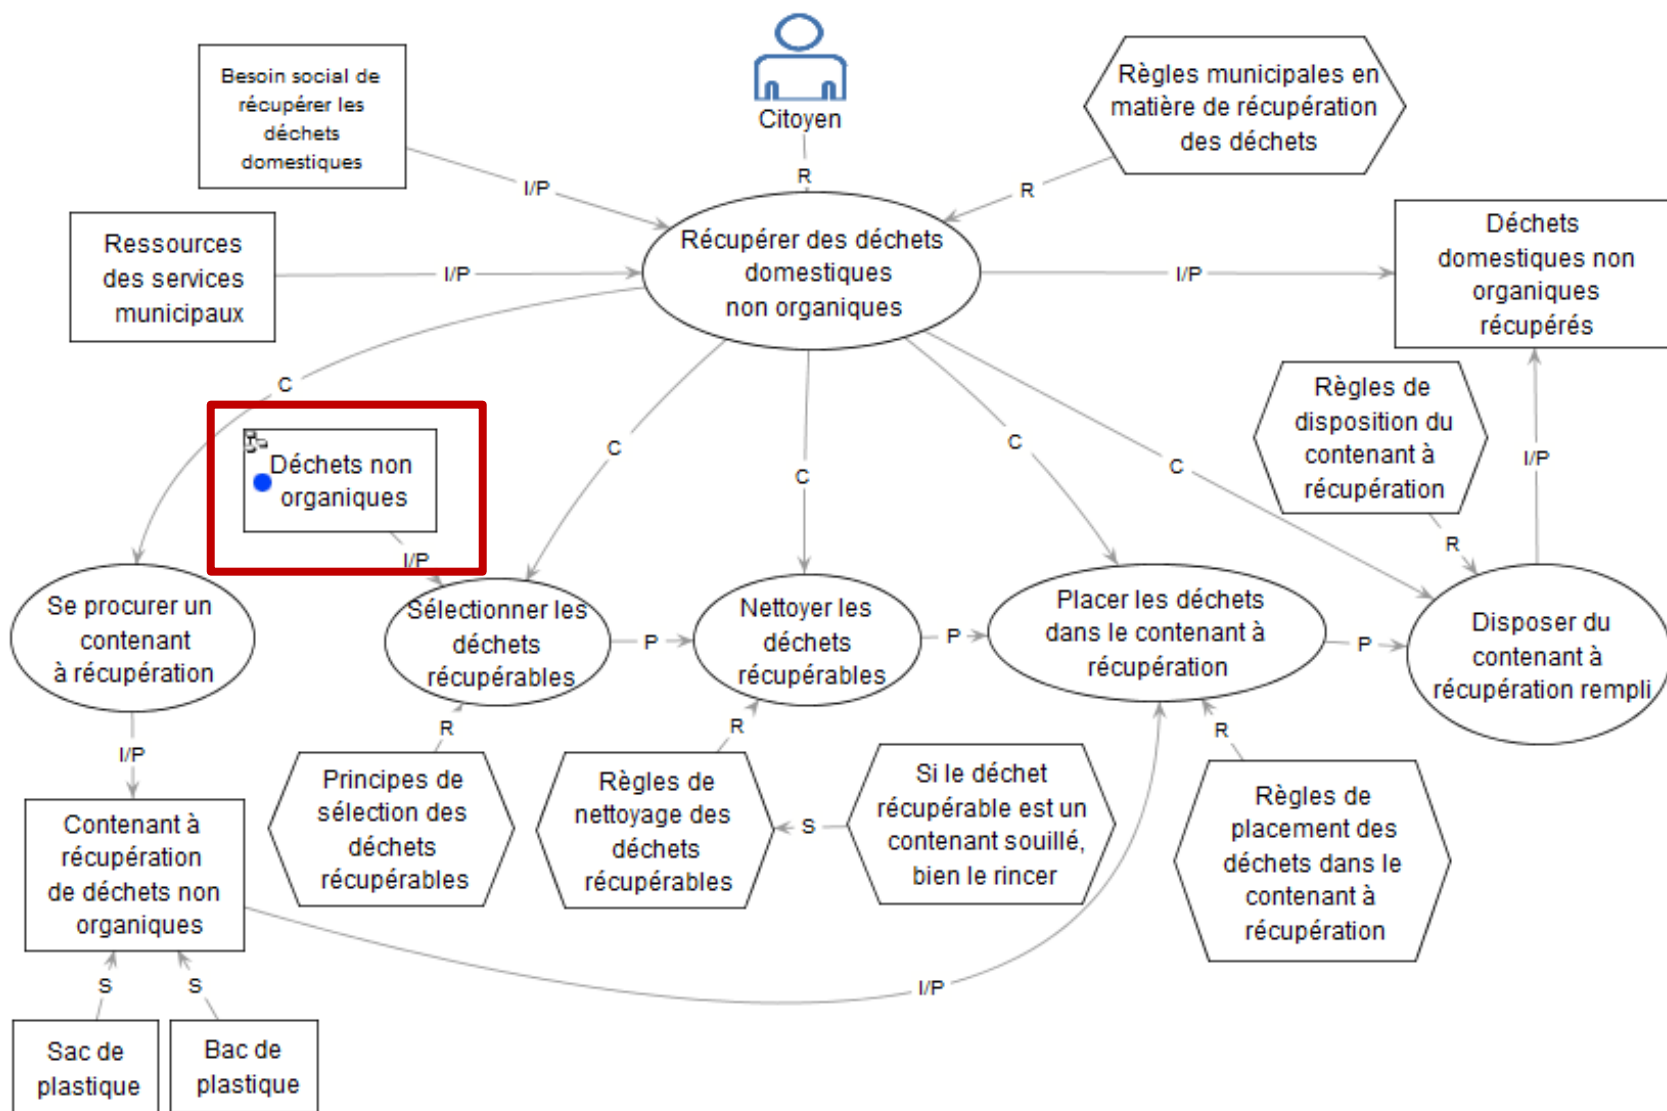 Besoin social de
récupérer les
déchets
domestiques
Citoyen
Règles municipales en
matière de récupération
des déchets
I/P
R
R
Ressources
des services
municipaux
I/P
Récupérer des déchets
domestiques
non organiques
I/P
Déchets
domestiques non
organiques
récupérés
C
C
C
C
C
Règles de
disposition du
contenant à
récupération
I/P
R
Déchets non
organiques
I/P
Se procurer un
contenant
à récupération
Sélectionner les
déchets
récupérables
P
Nettoyer les
déchets
récupérables
P
Placer les déchets
dans le contenant à
récupération
P
Disposer du
contenant à
récupération rempli
I/P
R
R
R
Contenant à
récupération
de déchets non
organiques
Principes de
sélection des
déchets
récupérables
Règles de
nettoyage des
déchets
récupérables
S
Si le déchet
récupérable est un
contenant souillé,
bien le rincer
Règles de
placement des
déchets dans le
contenant à
récupération
S
S
I/P
Sac de
plastique
Bac de
plastique